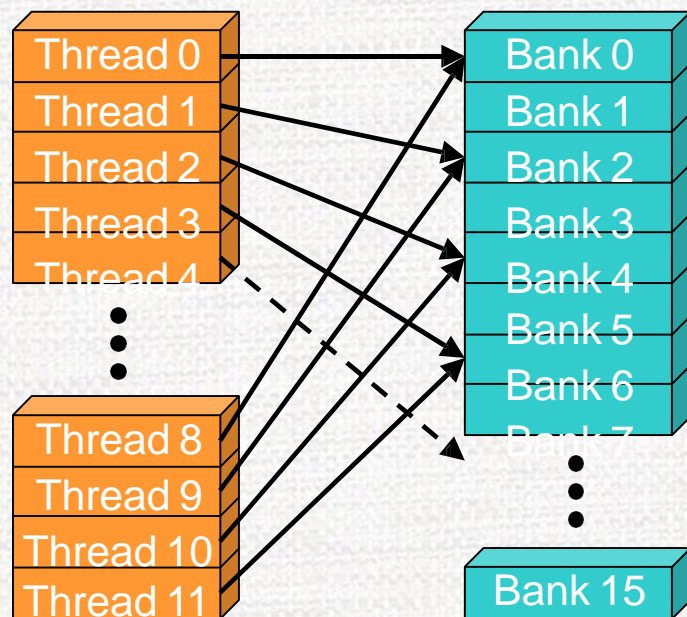 Thread 0
Thread 1
Thread 2
Thread 3
Thread 4
Thread 8
Thread 9
Thread 10
Thread 11
Bank 0
Bank 1
Bank 2
Bank 3
Bank 4
Bank 5
Bank 6
Bank 7
Bank 15